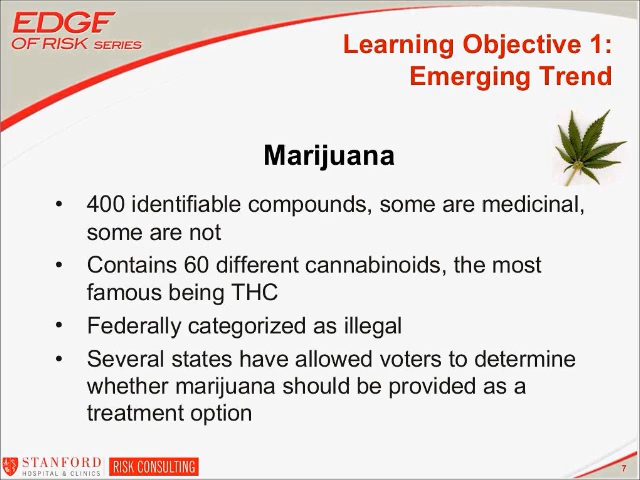 EDGE
OF RISK SERIES
Learning Objective 1:
Emerging Trend
Marijuana
• 400 identifiable compounds, some are medicinal,
some are not
• Contains 60 different cannabinoids, the most
famous being THC
• Federally categorized as illegal
• Several states have allowed voters to determine
whether marijuana should be provided as a
treatment option
STANFORD
HOSPITAL & CLINICS
RISK CONSULTING
7